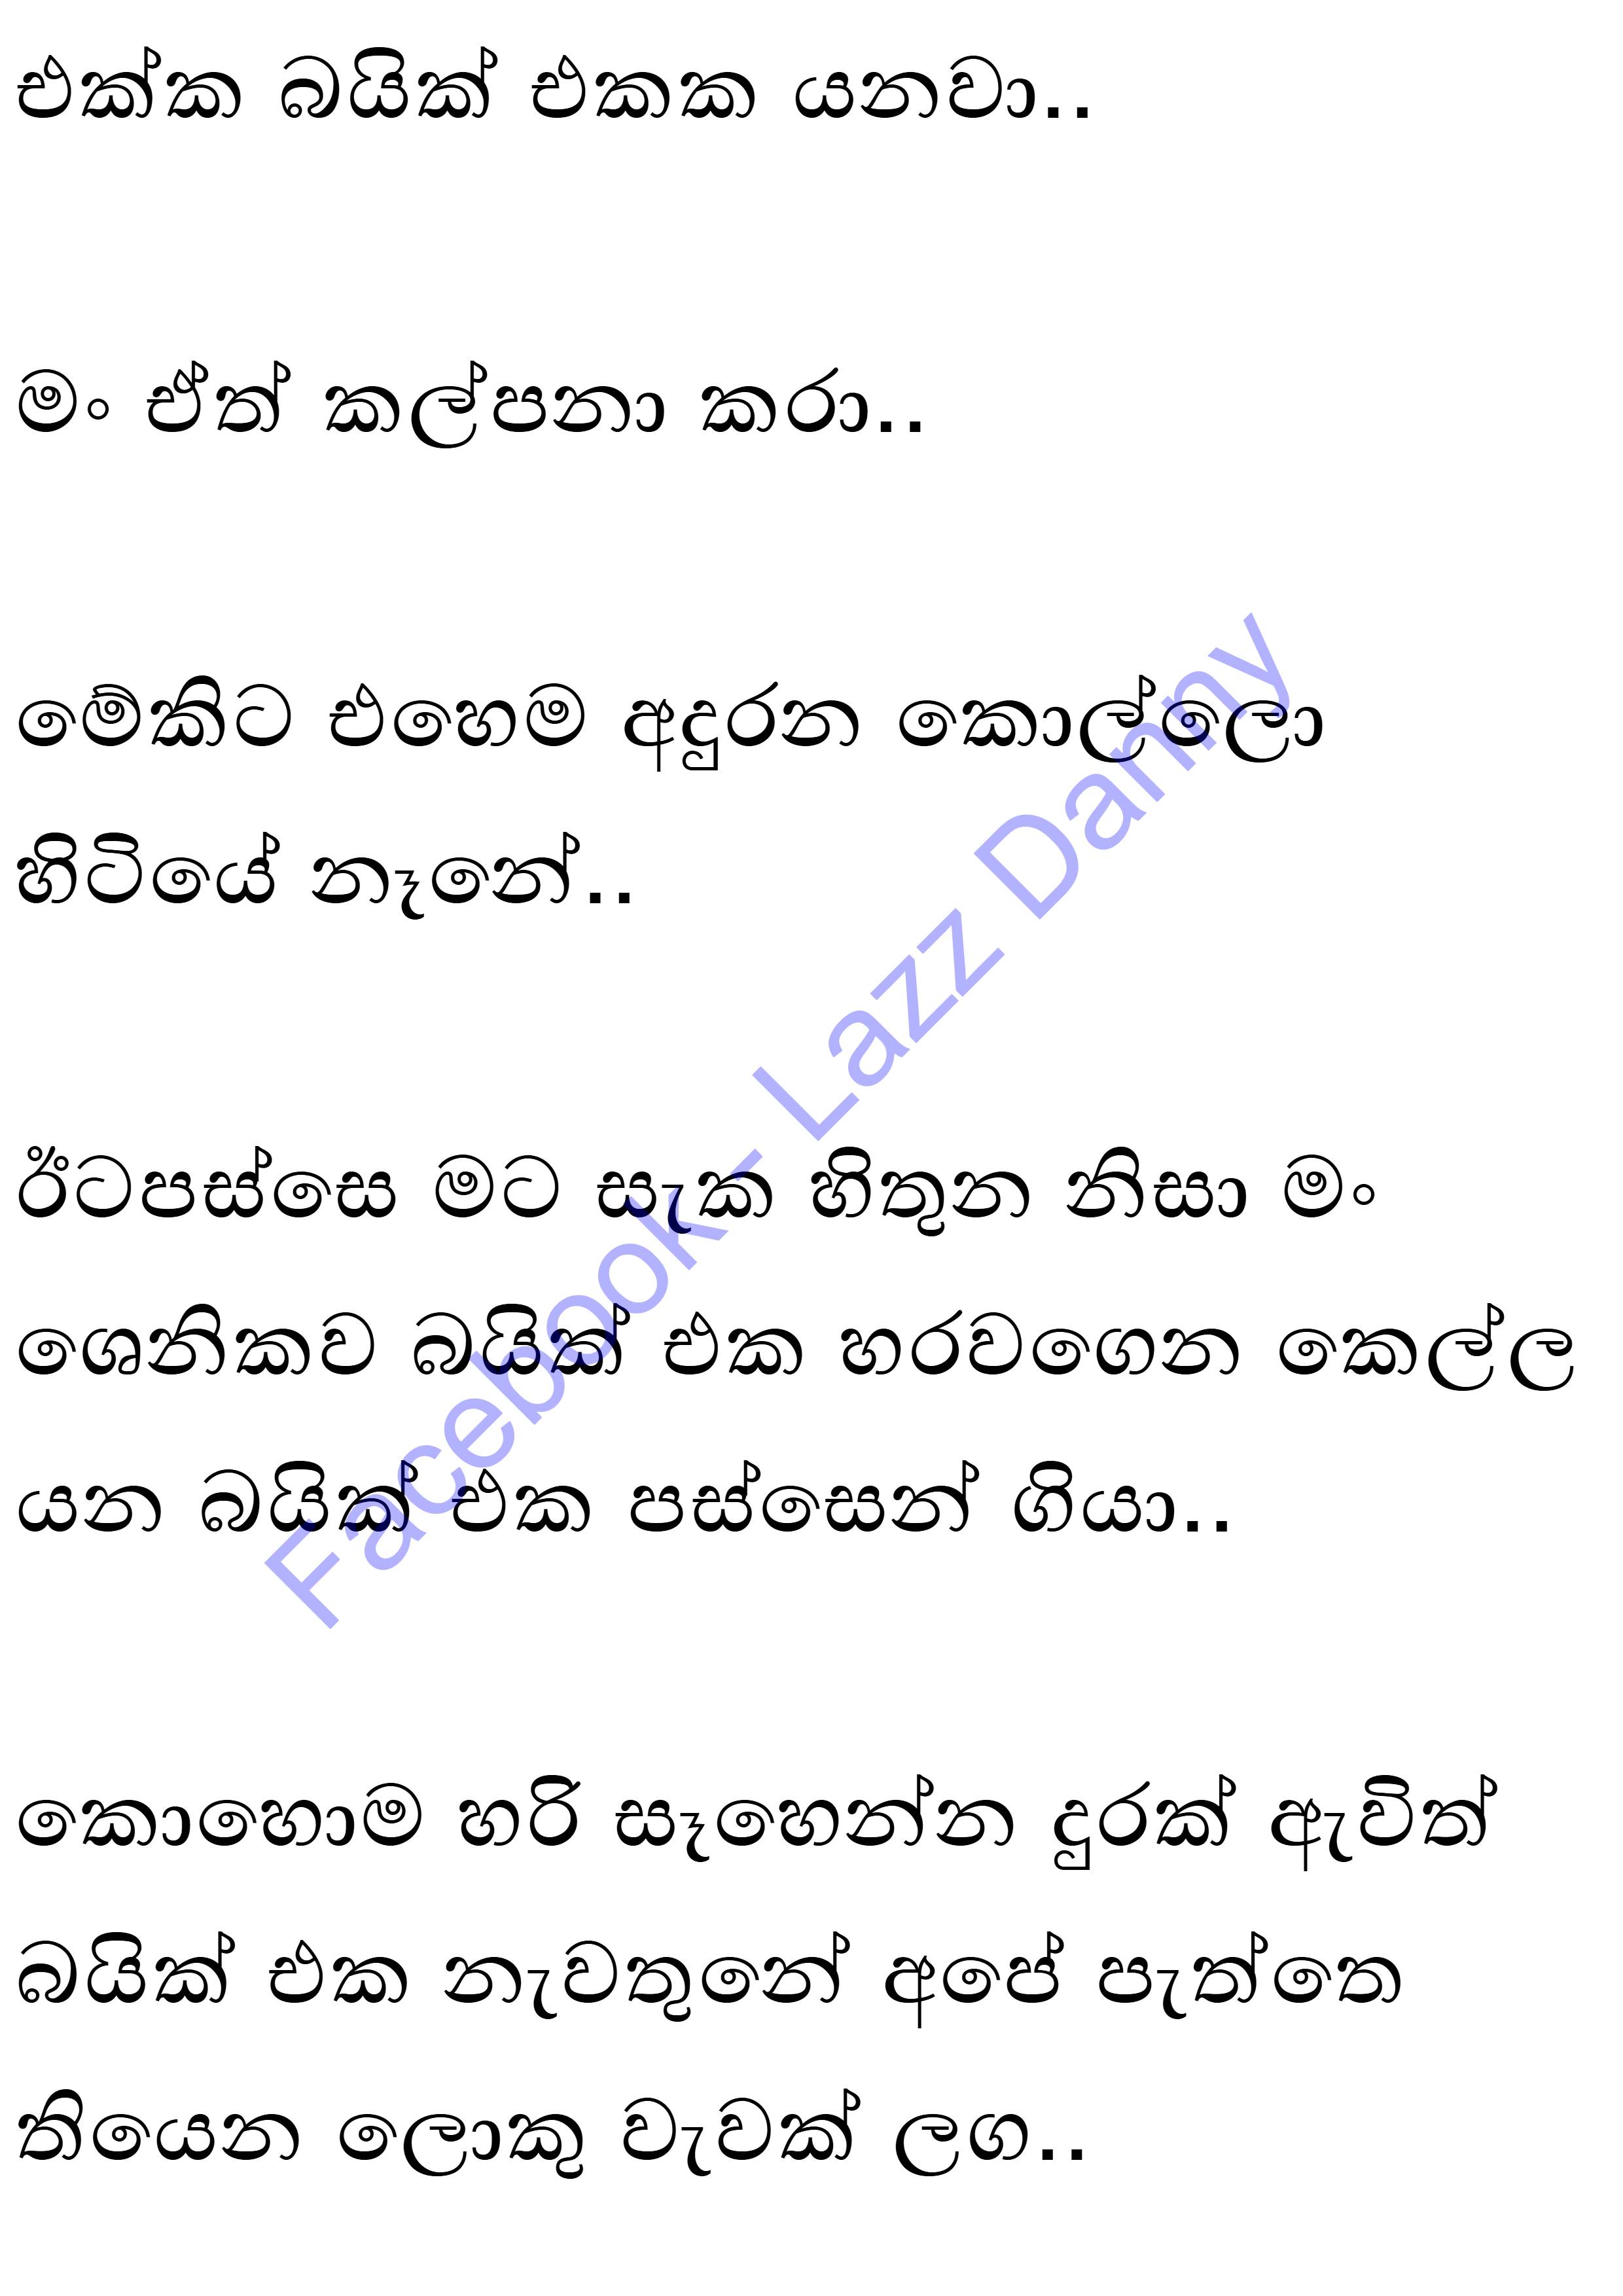 එක්ක බයික් එකක යනවා..
මං ඒත් කල්පනා කරා..
මේකිට එහෙම අදුරන කොල්ලො
හිටියේ නෑනේ..
ඊටපස්සෙ මට සැක හිතුන නිසා මං
ශෙනිකව බයික් එක හරවගෙන කෙල්ල
යන බයික් එක පස්සෙන් ගියා..
කොහොම හරි සෑහෙන්න දුරක් ඇවිත්
බයික් එක නැවතුනේ අපේ පැත්තෙ
තියෙන ලොකු වැවක් ලග..
Facebook - Lazz Danny